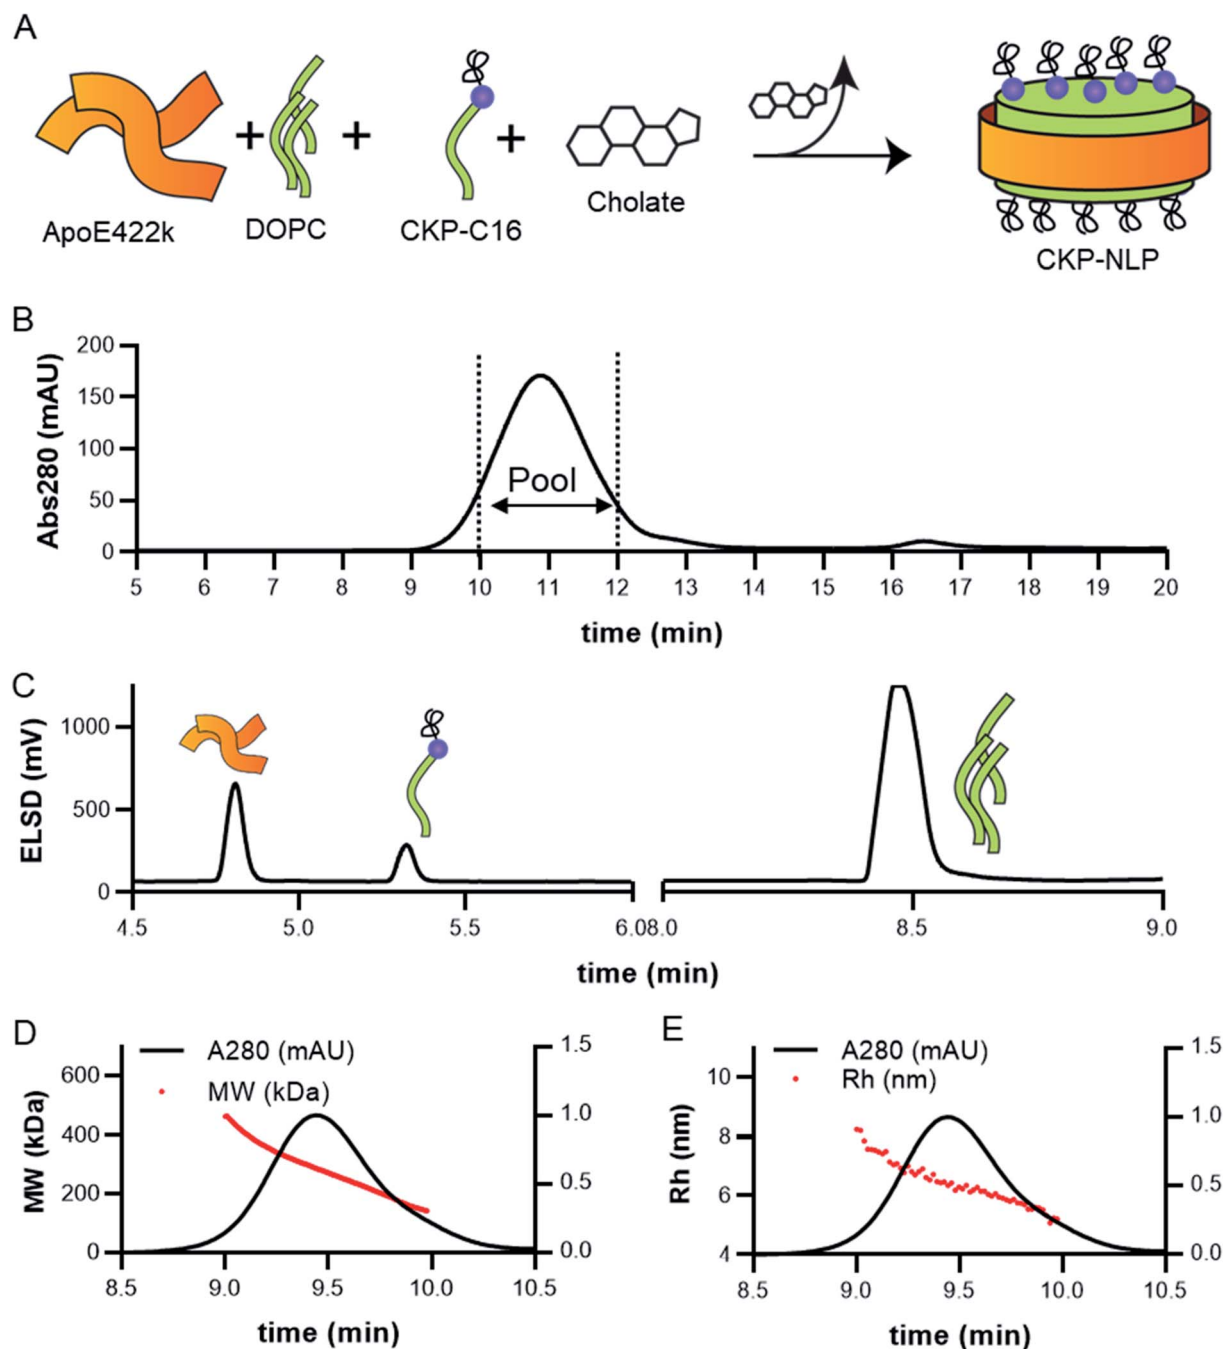 A
+ + +
ApoE422k DOPC CKP-C16 Cholate CKP-NLP
B
Abs280 (mAU)
200
150
100
50
0
Pool
5 6 7 8 9 10 11 12 13 14 15 16 17 18 19 20
time (min)
C
ELSD (mV)
1000
500
0
4.5 5.0 5.5 6.08.0 8.5 9.0
time (min)
D
A280 (mAU)
MW (kDa)
MW (kDa)
600
400
200
0
1.5
1.0
0.5
0.0
8.5 9.0 9.5 10.0 10.5
time (min)
E
A280 (mAU)
Rh (nm)
Rh (nm)
10
8
6
4
1.5
1.0
0.5
0.0
8.5 9.0 9.5 10.0 10.5
time (min)